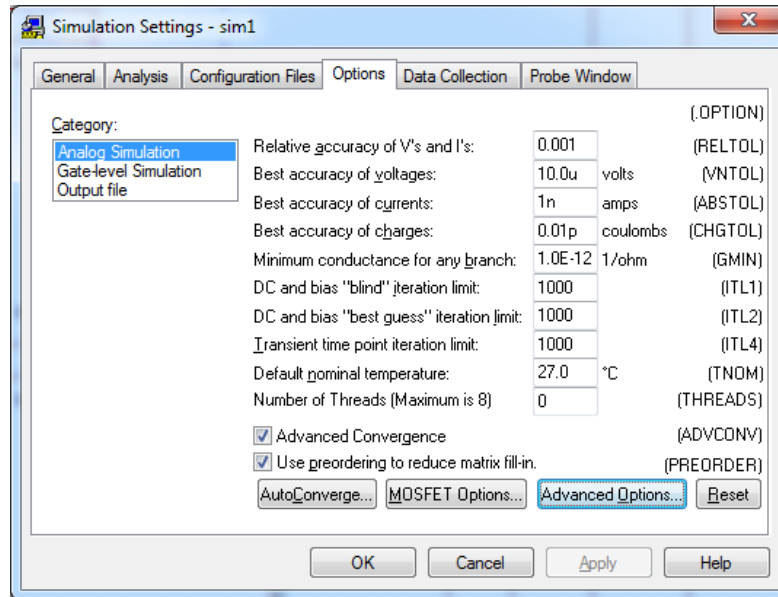 Simulation Settings - sim1
General Analysis Configuration Files Options Data Collection Probe Window
(.OPTION)
Category:
Analog Simulation
Gate-level Simulation
Output file
Relative accuracy of V's and I's: 0.001 (RELTOL)
Best accuracy of voltages: 10.0u volts (VNTOL)
Best accuracy of currents: 1n amps (ABSTOL)
Best accuracy of charges: 0.01p coulombs (CHGTOL)
Minimum conductance for any branch: 1.0E-12 1/ohm (GMIN)
DC and bias "blind" iteration limit: 1000 (ITL1)
DC and bias "best guess" iteration limit: 1000 (ITL2)
Transient time point iteration limit: 1000 (ITL4)
Default nominal temperature: 27.0 °C (TNOM)
Number of Threads (Maximum is 8) 0 (THREADS)
Advanced Convergence (ADVCONV)
Use preordering to reduce matrix fill-in. (PREORDER)
AutoConverge... MOSFET Options... Advanced Options... Reset
OK Cancel Apply Help